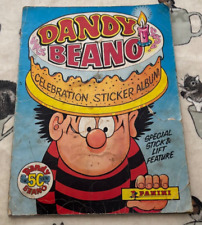 DANDY
BEANO
CELEBRATION STICKER ALBUM
SPECIAL
STICK &
LIFT
FEATURE
DANDY
50
BEANO
PANINI